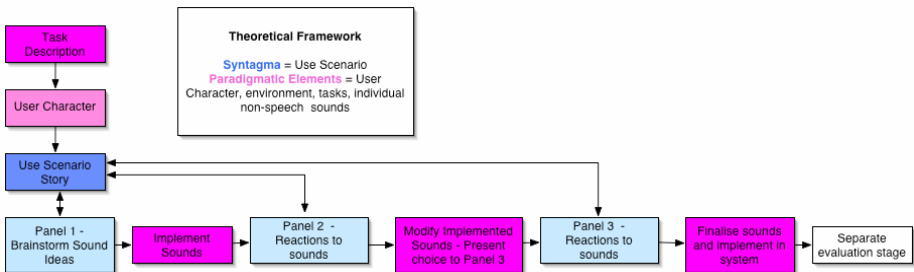 Task
Description
Theoretical Framework
Syntagma = Use Scenario
Paradigmatic Elements = User
Character, environment, tasks, individual
non-speech sounds
User Character
Use Scenario
Story
Panel 1 -
Brainstorm Sound
Ideas
Implement
Sounds
Panel 2 -
Reactions to
sounds
Modify Implemented
Sounds - Present
choice to Panel 3
Panel 3 -
Reactions to
sounds
Finalise sounds
and implement in
system
Separate
evaluation stage